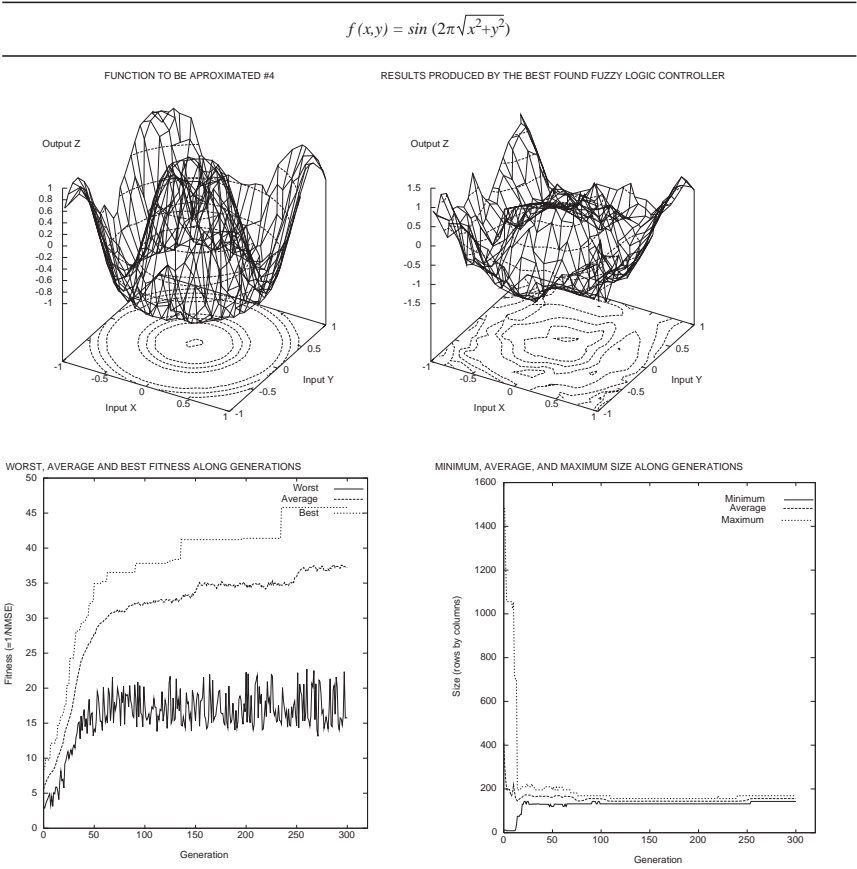 f (x,y) = sin (2π√x²+y²)
FUNCTION TO BE APROXIMATED #4
Output Z
1
0.8
0.6
0.4
0.2
0
-0.2
-0.4
-0.6
-0.8
-1
-1
-0.5
0
0.5
1
Input X
-1
-0.5
0
0.5
1
Input Y
RESULTS PRODUCED BY THE BEST FOUND FUZZY LOGIC CONTROLLER
Output Z
1.5
1
0.5
0
-0.5
-1
-1.5
-1
-0.5
0
0.5
1
Input X
-1
-0.5
0
0.5
1
Input Y
WORST, AVERAGE AND BEST FITNESS ALONG GENERATIONS
Worst
Average
Best
50
45
40
35
30
25
20
15
10
5
0
Fitness (=1/NMSE)
0 50 100 150 200 250 300
Generation
MINIMUM, AVERAGE, AND MAXIMUM SIZE ALONG GENERATIONS
Minimum
Average
Maximum
1600
1400
1200
1000
800
600
400
200
0
Size (rows by columns)
0 50 100 150 200 250 300
Generation